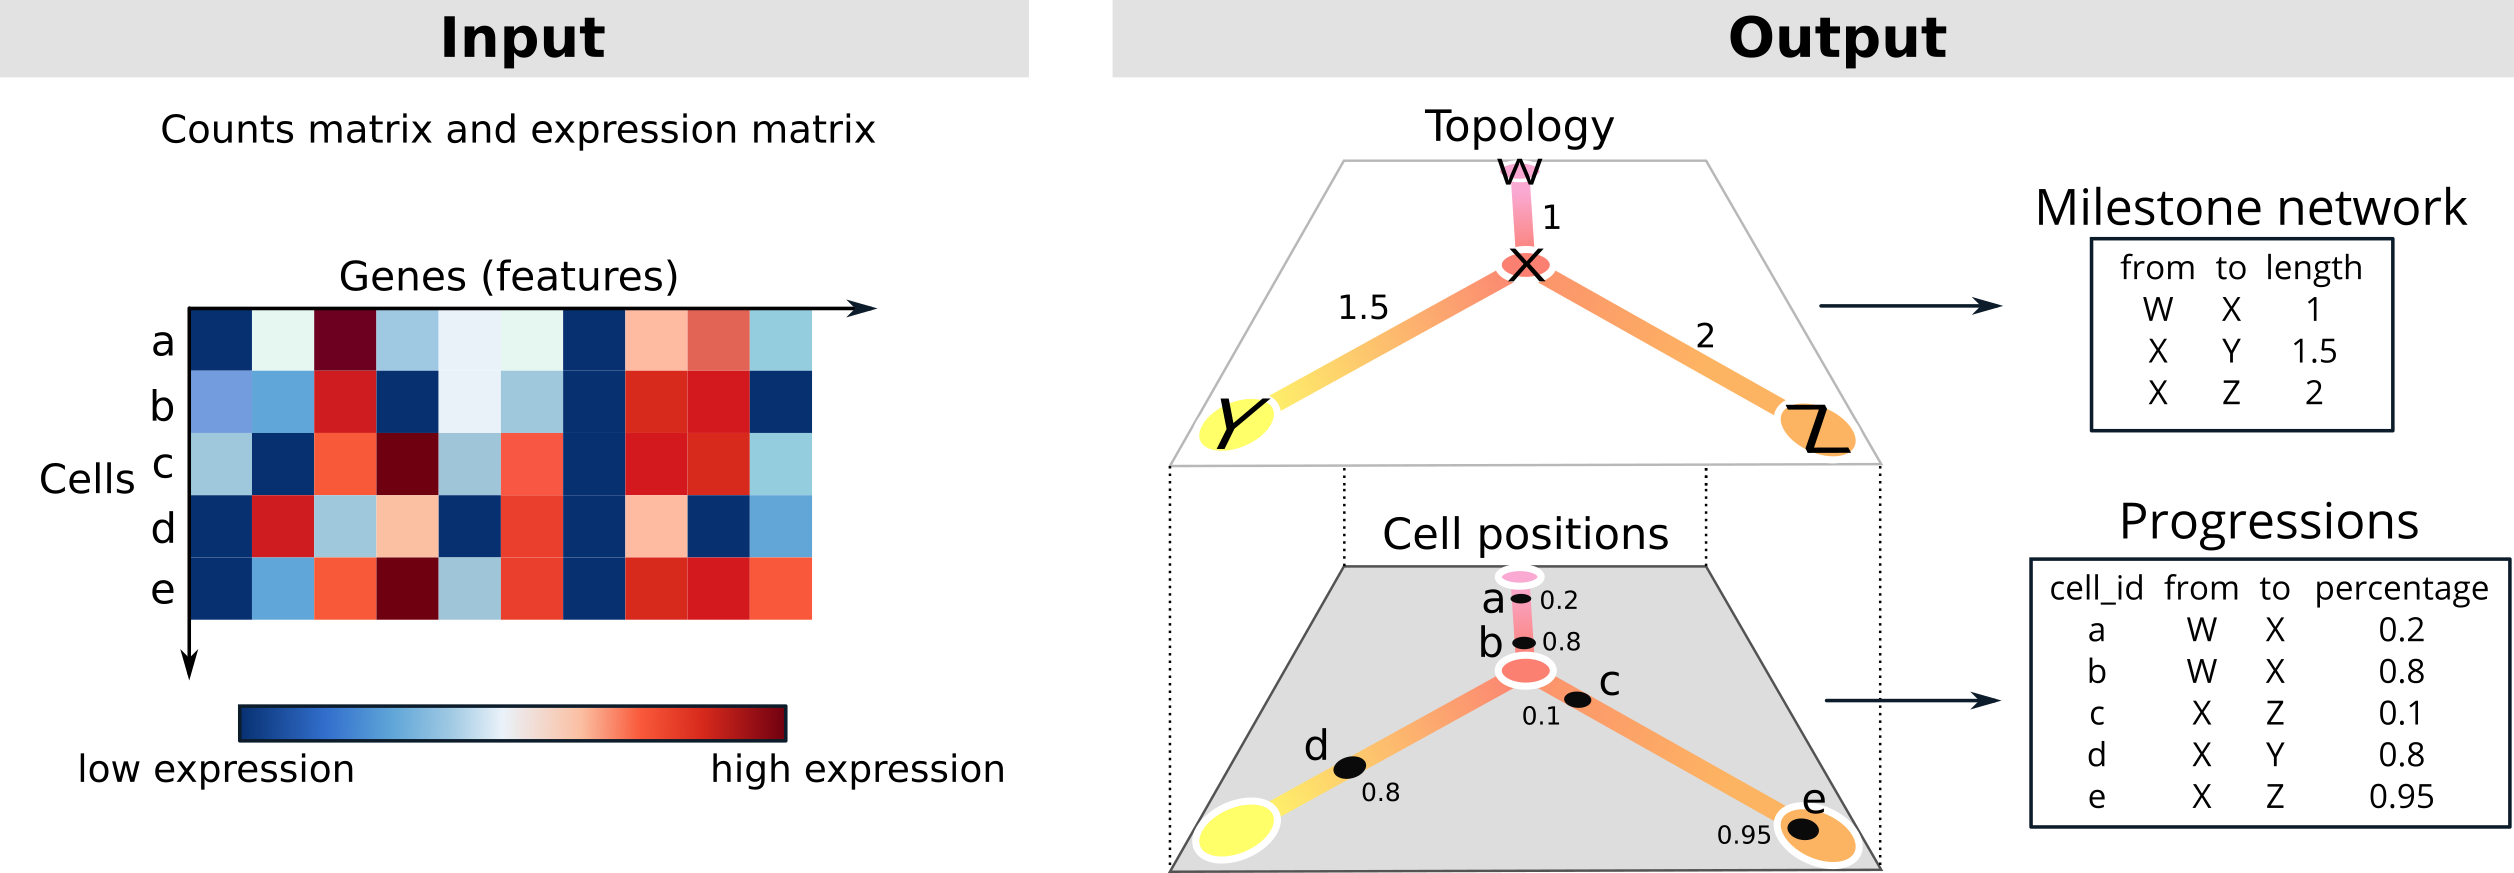 Input
Counts matrix and expression matrix
Genes (features)
Cells
a
b
c
d
e
low expression
high expression
Output
Topology
W
1
X
1.5
2
Y
Z
Cell positions
a 0.2
b 0.8
c
0.1
d
0.8
e
0.95
Milestone network
from to length
W X 1
X Y 1.5
X Z 2
Progressions
cell_id from to percentage
a W X 0.2
b W X 0.8
c X Z 0.1
d X Y 0.8
e X Z 0.95